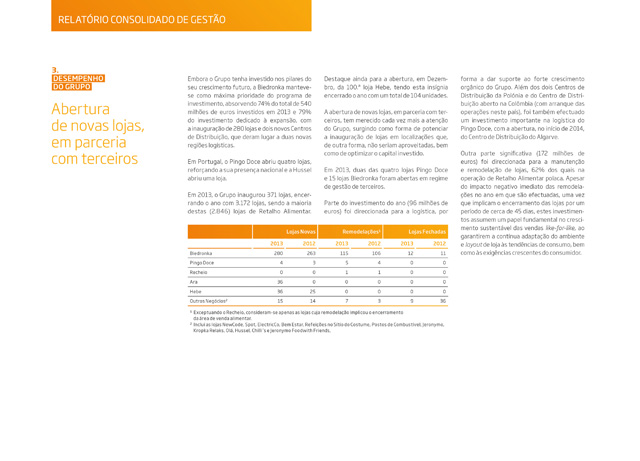 RELATÓRIO CONSOLIDADO DE GESTÃO
3.
DESEMPENHO
DO GRUPO
Abertura
de novas lojas,
em parceria
com terceiros
Embora o Grupo tenha investido nos pilares do
seu crescimento futuro, a Biedronka manteve-
se como máxima prioridade do programa de
investimento, absorvendo 74% do total de 540
milhões de euros investidos em 2013 e 79%
do investimento dedicado à expansão, com
a inauguração de 280 lojas e dois novos Centros
de Distribuição, que deram lugar a duas novas
regiões logísticas.
Em Portugal, o Pingo Doce abriu quatro lojas,
reforçando a sua presença nacional e a Hussel
abriu uma loja.
Em 2013, o Grupo inaugurou 371 lojas, encer-
rando o ano com 3.172 lojas, sendo a maioria
destas (2.846) lojas de Retalho Alimentar.
Destaque ainda para a abertura, em Dezem-
bro, da 100.ª loja Hebe, tendo esta insígnia
encerrado o ano com um total de 104 unidades.
A abertura de novas lojas, em parceria com ter-
ceiros, tem merecido cada vez mais a atenção
do Grupo, surgindo como forma de potenciar
a inauguração de lojas em localizações que,
de outra forma, não seriam aproveitadas, bem
como de optimizar o capital investido.
Em 2013, duas das quatro lojas Pingo Doce
e 15 lojas Biedronka foram abertas em regime
de gestão de terceiros.
Parte do investimento do ano (96 milhões de
euros) foi direccionada para a logística, por
forma a dar suporte ao forte crescimento
orgânico do Grupo. Além dos dois Centros de
Distribuição da Polónia e do Centro de Distri-
buição aberto na Colômbia (com arranque das
operações neste país), foi também efectuado
um investimento importante na logística do
Pingo Doce, com a abertura, no início de 2014,
do Centro de Distribuição do Algarve.
Outra parte significativa (172 milhões de
euros) foi direccionada para a manutenção
e remodelação de lojas, 62% dos quais na
operação de Retalho Alimentar polaca. Apesar
do impacto negativo imediato das remodela-
ções no ano em que são efectuadas, uma vez
que implicam o encerramento das lojas por um
período de cerca de 45 dias, estes investimen-
tos assumem um papel fundamental no cresci-
mento sustentável das vendas like-for-like, ao
garantirem a contínua adaptação do ambiente
e layout de loja às tendências de consumo, bem
como às exigências crescentes do consumidor.
Lojas Novas Remodelações¹ Lojas Fechadas
2013 2012 2013 2012 2013 2012
Biedronka 280 263 115 105 12 11
Pingo Doce 4 3 5 4 0 0
Recheio 0 0 1 1 0 0
Ara 36 0 0 0 0 0
Hebe 36 25 0 0 0 0
Outros Negócios² 15 14 7 3 9 36
¹ Exceptuando o Recheio, consideram-se apenas as lojas cuja remodelação implicou o encerramento
da área de venda alimentar.
² Inclui as lojas NewCode, Spot, ElectricCo, Bem Estar, Refeições no Sítio do Costume, Postos de Combustível, Jeronymo,
Kropka Relaks, Olá, Hussel, Chili's e Jeronymo Food with Friends.